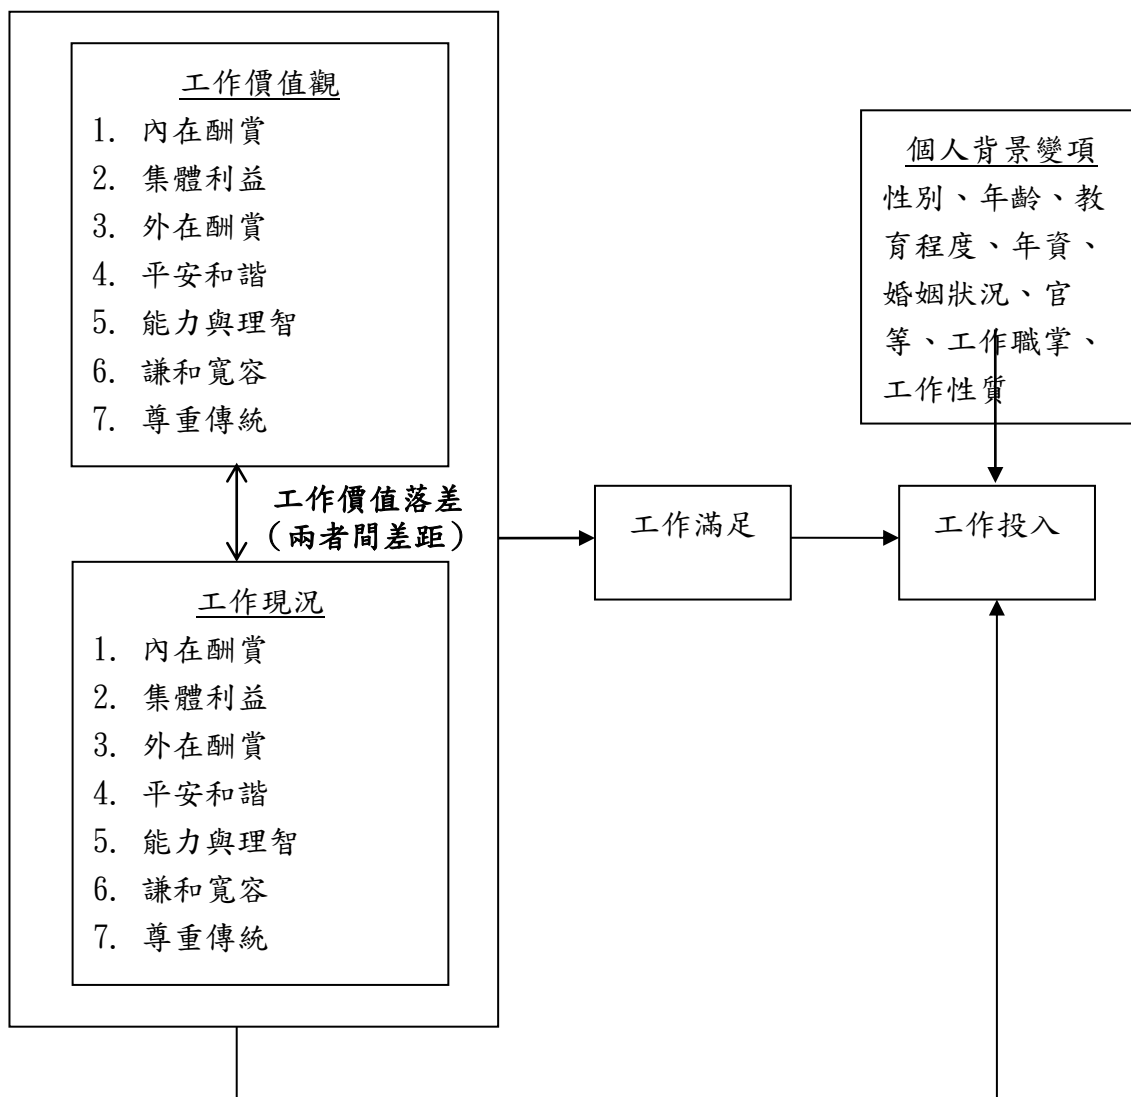 工作價值觀
1. 內在酬賞
2. 集體利益
3. 外在酬賞
4. 平安和諧
5. 能力與理智
6. 謙和寬容
7. 尊重傳統
工作價值落差
(兩者間差距)
工作現況
1. 內在酬賞
2. 集體利益
3. 外在酬賞
4. 平安和諧
5. 能力與理智
6. 謙和寬容
7. 尊重傳統
工作滿足
個人背景變項
性別、年齡、教
育程度、年資、
婚姻狀況、官
等、工作職掌、
工作性質
工作投入